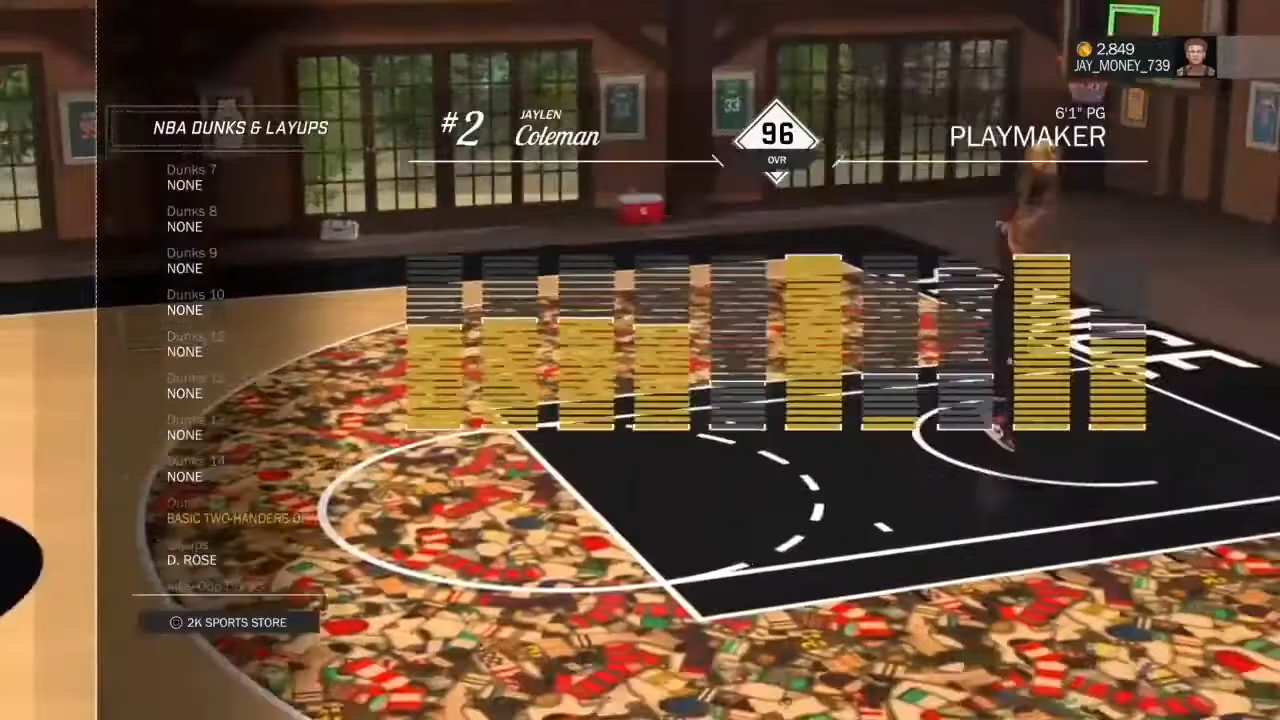 2,849
JAY_MONEY_739
NBA DUNKS & LAYUPS
#2
JAYLEN
Coleman
96
OVR
6'1" PG
PLAYMAKER
33
Dunks 7
NONE
Dunks 8
NONE
Dunks 9
NONE
Dunks 10
NONE
NONE
NONE
NONE
Dunks 14
NONE
BASIC TWO-HANDERS
D. ROSE
2K SPORTS STORE